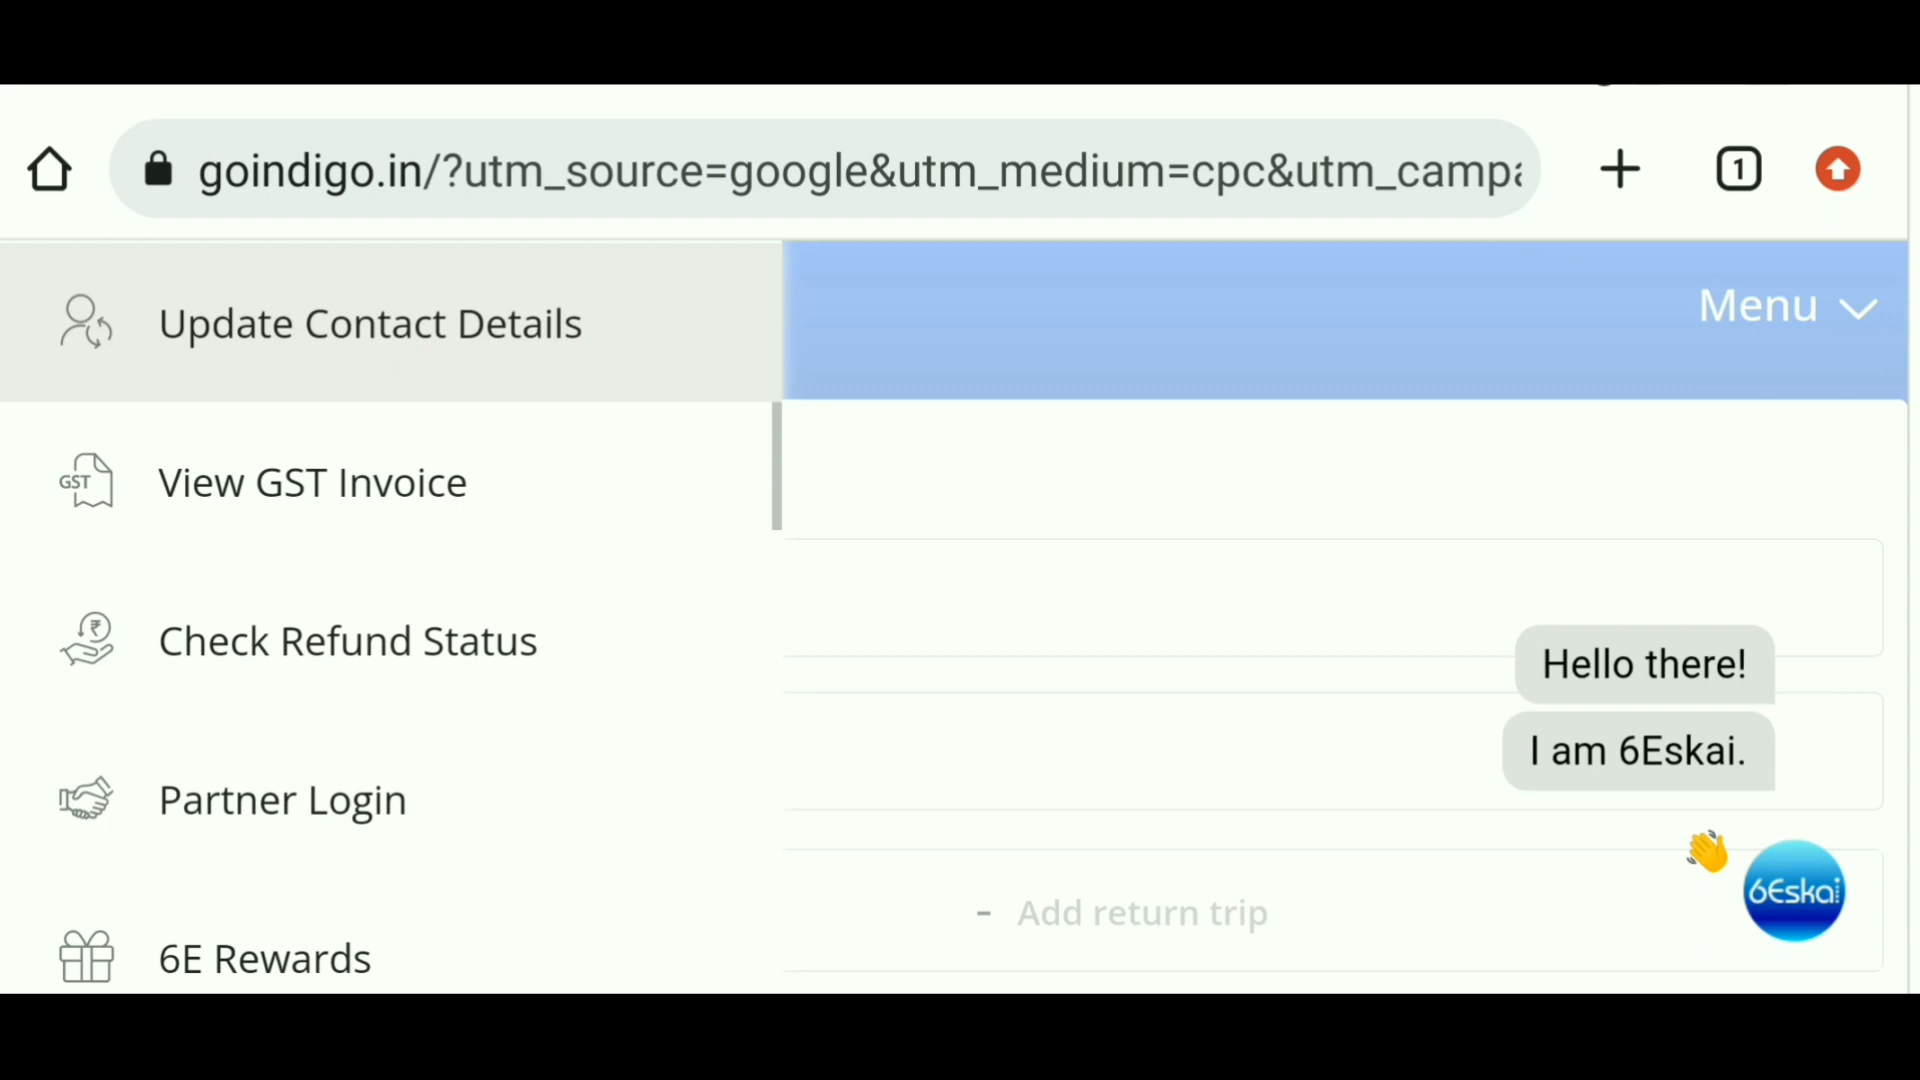 goindigo.in/?utm_source=google&utm_medium=cpc&utm_campa
1
Update Contact Details
Menu
GST
View GST Invoice
₹
Check Refund Status
Hello there!
I am 6Eskai.
Partner Login
👋
6Eskai
- Add return trip
6E Rewards